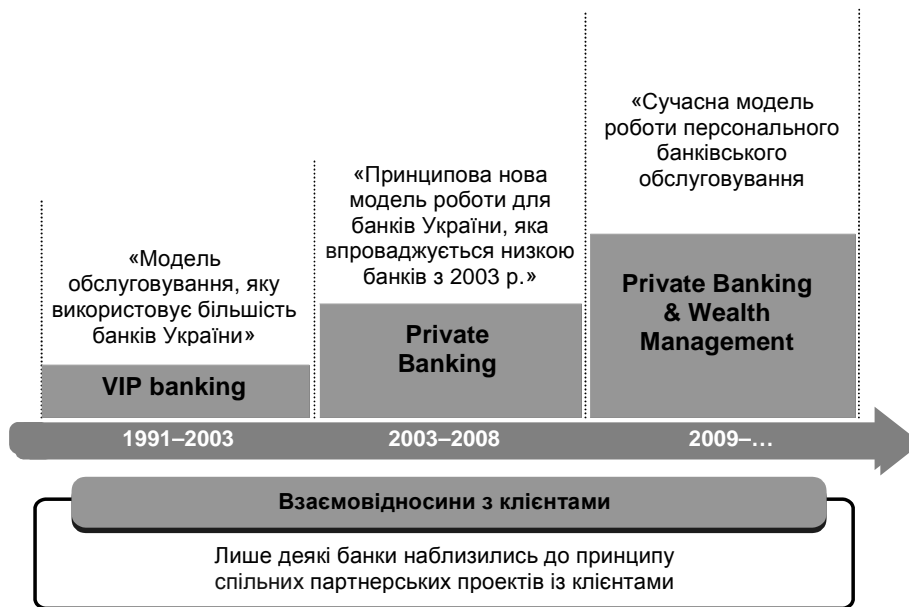 «Модель
обслуговування, яку
використовує більшість
банків України»
VIP banking
1991–2003
«Принципова нова
модель роботи для
банків України, яка
впроваджується низкою
банків з 2003 р.»
Private
Banking
2003–2008
«Сучасна модель
роботи персонального
банківського
обслуговування
Private Banking
& Wealth
Management
2009–…
Взаємовідносини з клієнтами
Лише деякі банки наблизились до принципу
спільних партнерських проектів із клієнтами